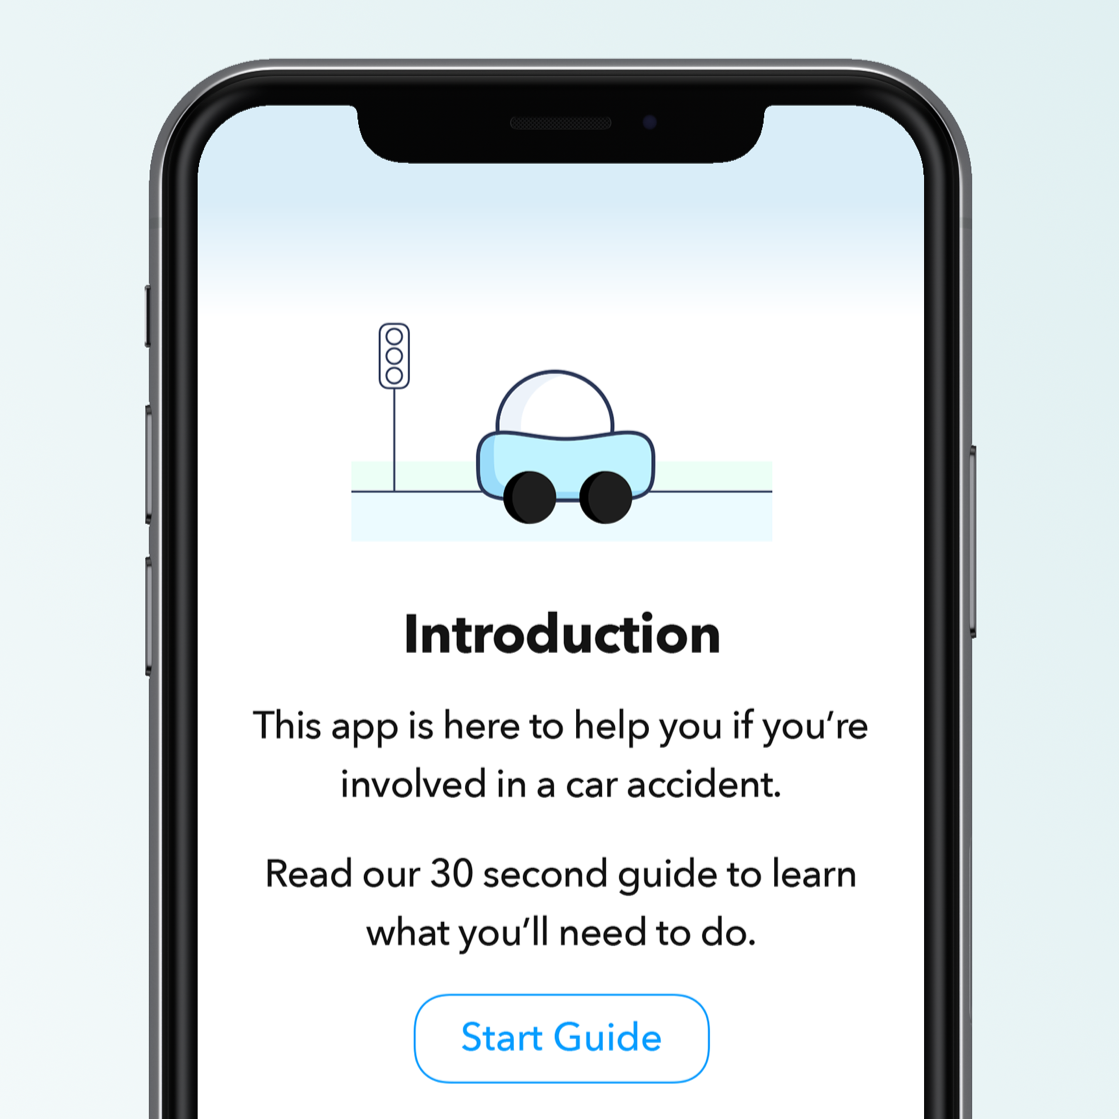 Introduction
This app is here to help you if you’re
involved in a car accident.
Read our 30 second guide to learn
what you’ll need to do.
Start Guide